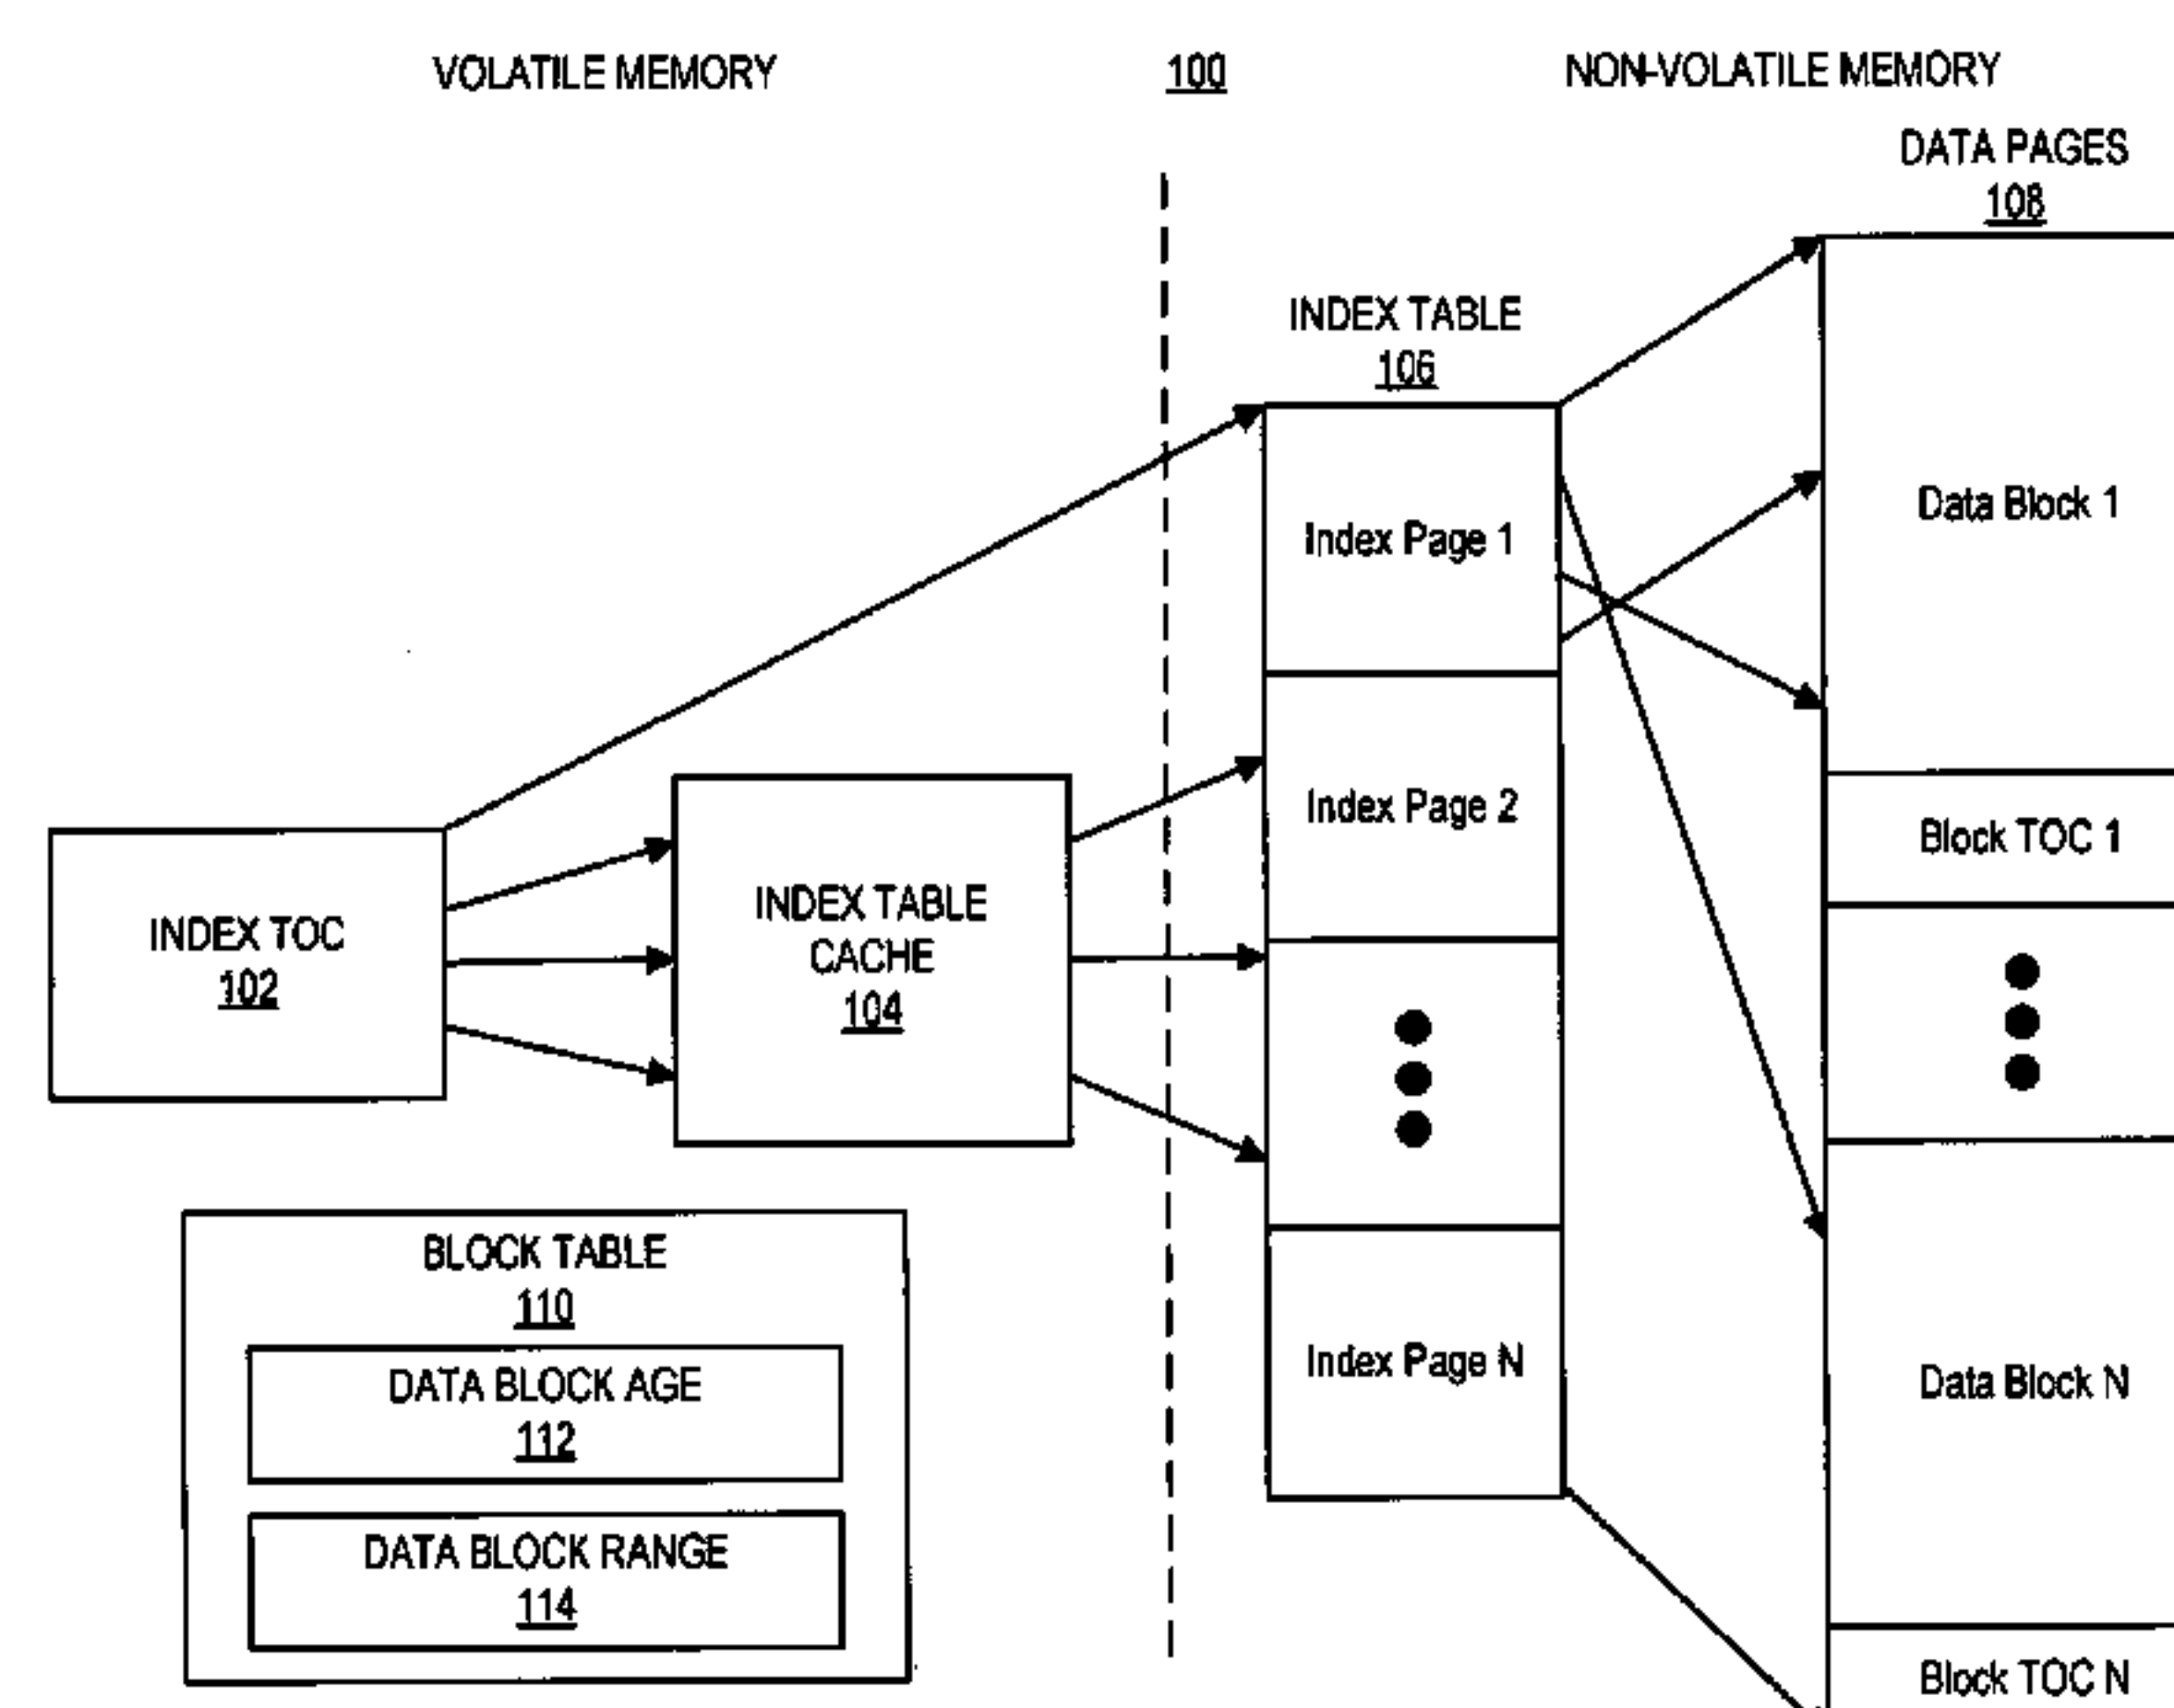 VOLATILE MEMORY
100
NON-VOLATILE MEMORY
DATA PAGES
108
INDEX TABLE
106
Index Page 1
Index Page 2
Index Page N
Data Block 1
Block TOC 1
Data Block N
Block TOC N
INDEX TOC
102
INDEX TABLE
CACHE
104
BLOCK TABLE
110
DATA BLOCK AGE
112
DATA BLOCK RANGE
114